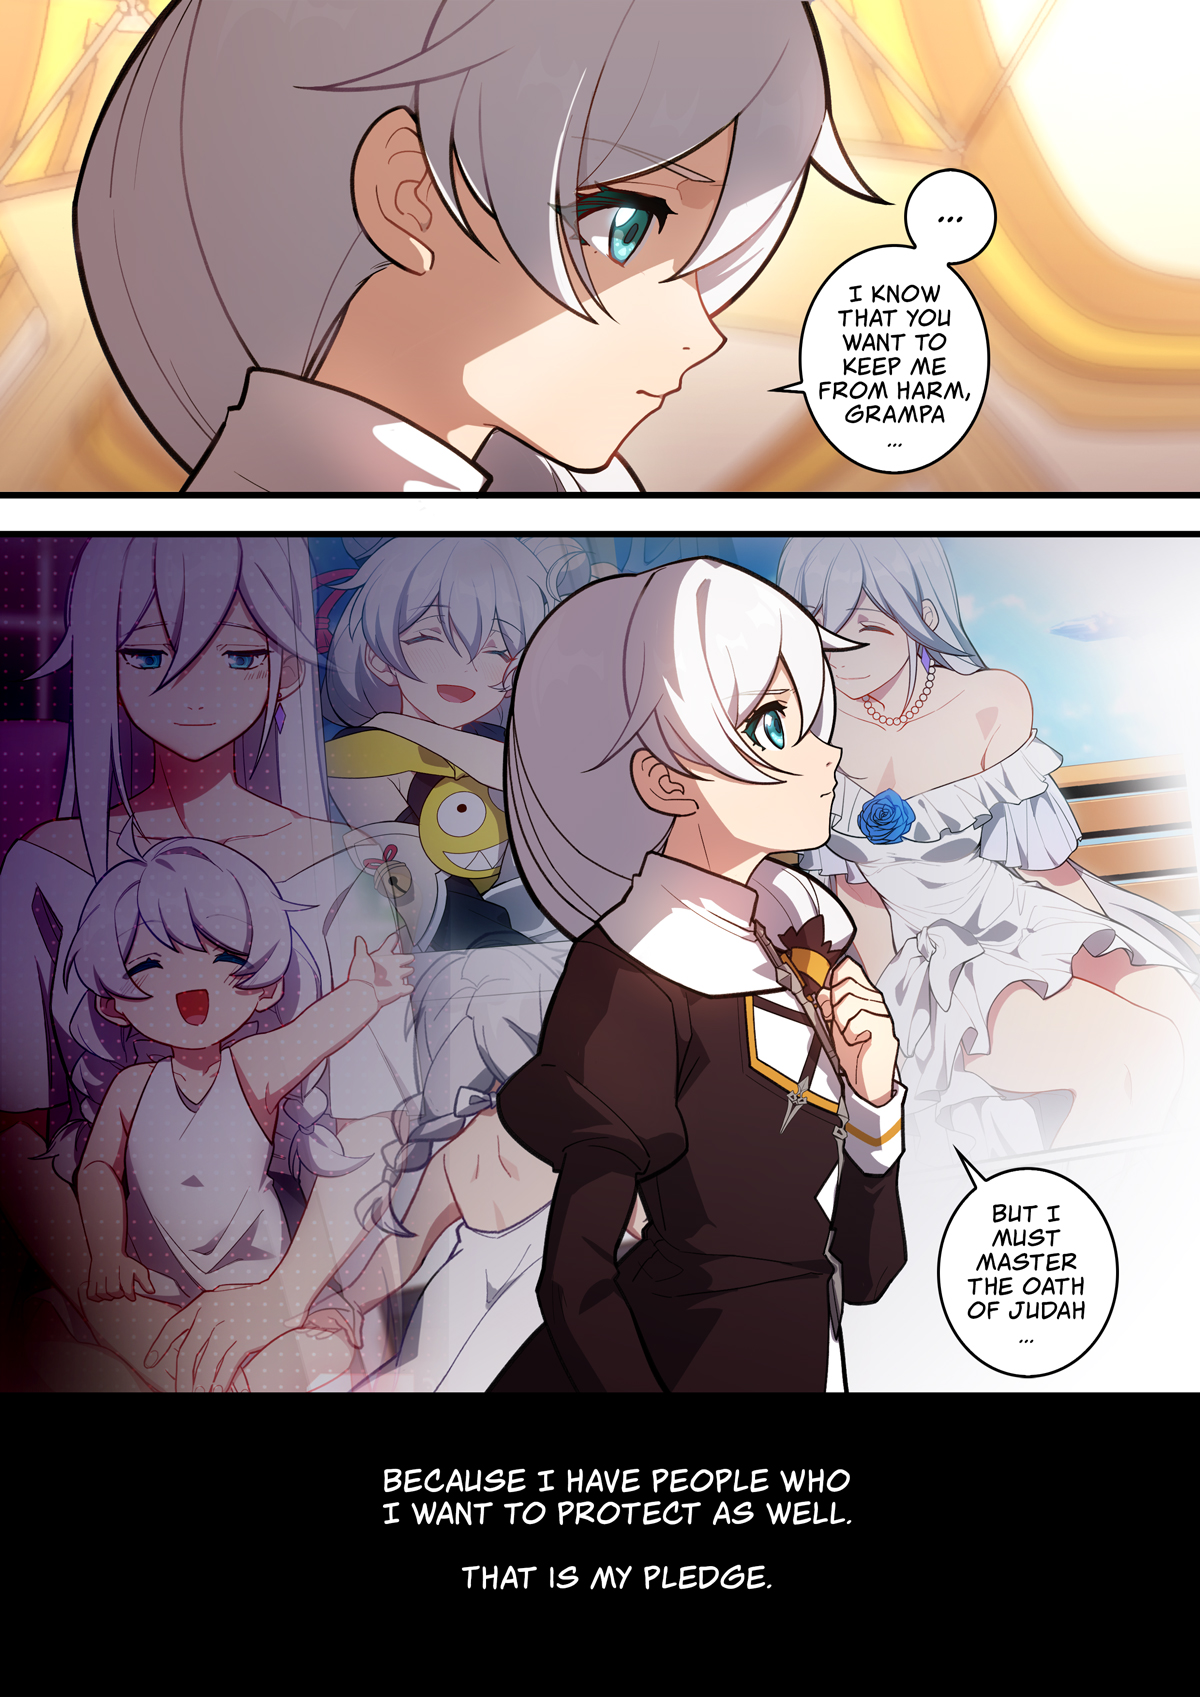 ...
I KNOW
THAT YOU
WANT TO
KEEP ME
FROM HARM,
GRAMPA
...
BUT I
MUST
MASTER
THE OATH
OF JUDAH
...
BECAUSE I HAVE PEOPLE WHO
I WANT TO PROTECT AS WELL.
THAT IS MY PLEDGE.